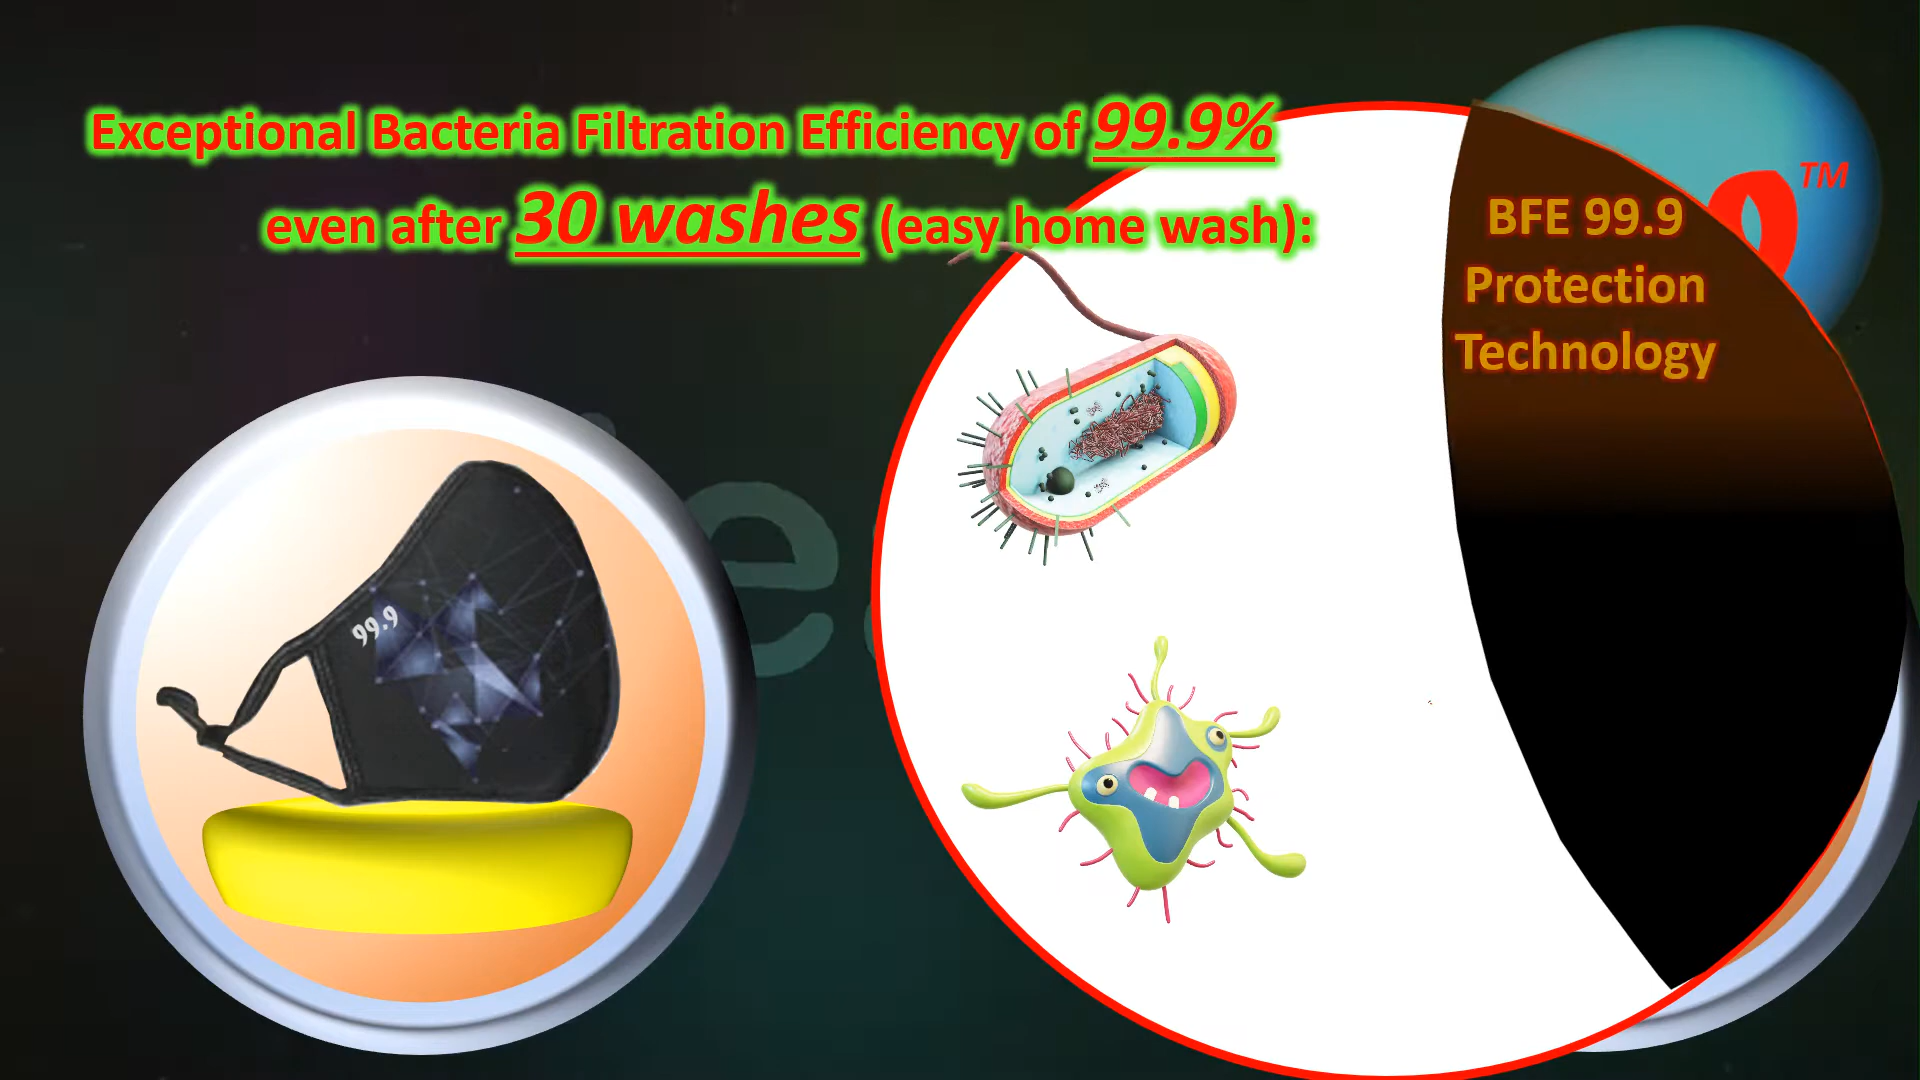 Exceptional Bacteria Filtration Efficiency of 99.9%
even after 30 washes (easy home wash):
TM
BFE 99.9
Protection
Technology
99.9